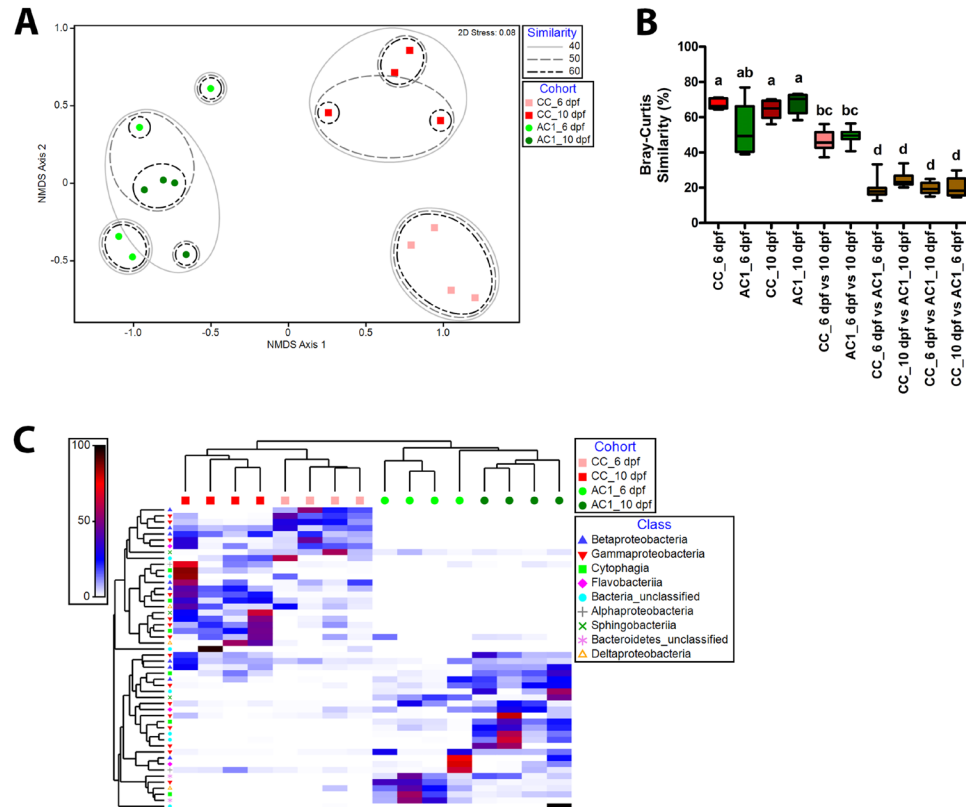 A
1.0
0.5
0
-0.5
NMDS Axis 2
-1.0
-0.5
0
0.5
1.0
NMDS Axis 1
2D Stress: 0.08
Similarity
40
50
60
Cohort
CC_6 dpf
CC_10 dpf
AC1_6 dpf
AC1_10 dpf
B
Bray-Curtis
Similarity (%)
100
80
60
40
20
0
a
ab
a
a
bc
bc
d
d
d
d
CC_6 dpf
AC1_6 dpf
CC_10 dpf
AC1_10 dpf
CC_6 dpf vs 10 dpf
AC1_6 dpf vs 10 dpf
CC_6 dpf vs AC1_6 dpf
CC_10 dpf vs AC1_10 dpf
CC_6 dpf vs AC1_10 dpf
CC_10 dpf vs AC1_6 dpf
C
100
50
0
Cohort
CC_6 dpf
CC_10 dpf
AC1_6 dpf
AC1_10 dpf
Class
Betaproteobacteria
Gammaproteobacteria
Cytophagia
Flavobacteriia
Bacteria_unclassified
Alphaproteobacteria
Sphingobacteriia
Bacteroidetes_unclassified
Deltaproteobacteria